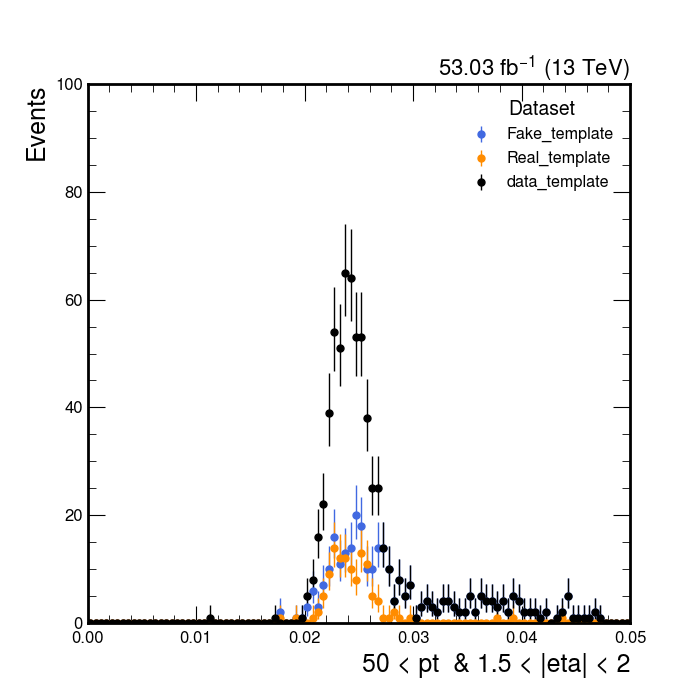 53.03 fb⁻¹ (13 TeV)
Events
100
80
60
40
20
0
Dataset
Fake_template
Real_template
data_template
0.00 0.01 0.02 0.03 0.04 0.05
50 < pt & 1.5 < |eta| < 2